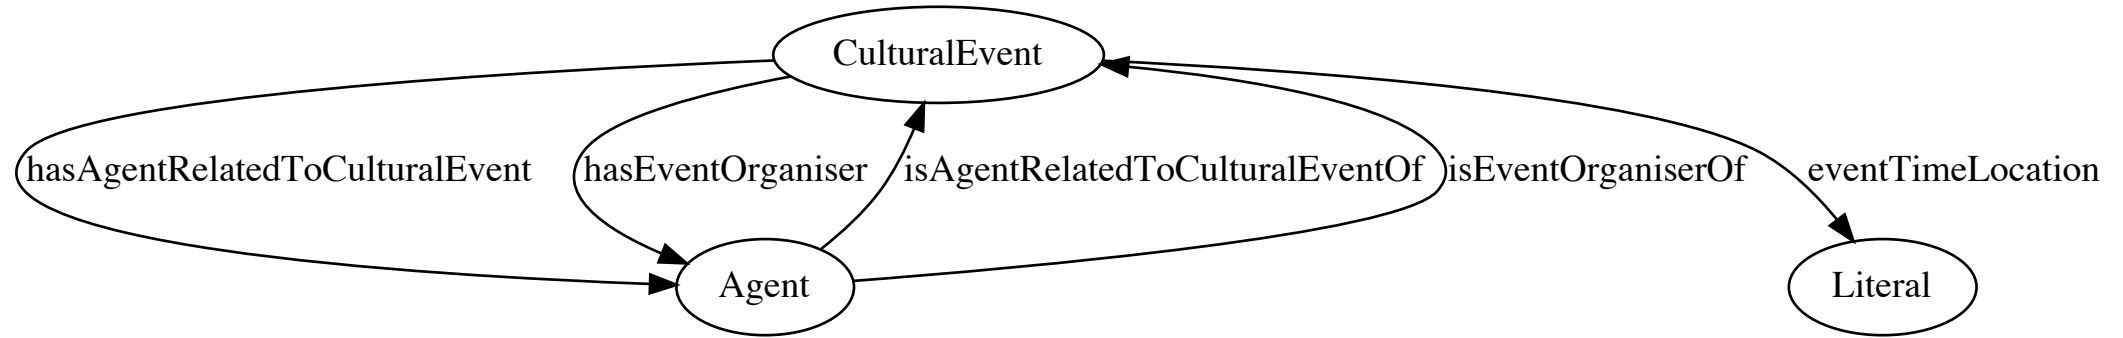 CulturalEvent
hasAgentRelatedToCulturalEvent
hasEventOrganiser
isAgentRelatedToCulturalEventOf
isEventOrganiserOf
eventTimeLocation
Agent
Literal